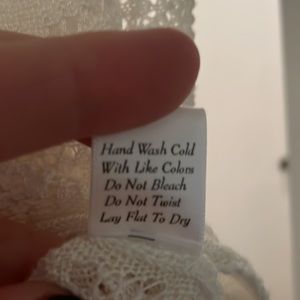 Hand Wash Cold
With Like Colors
Do Not Bleach
Do Not Twist
Lay Flat To Dry